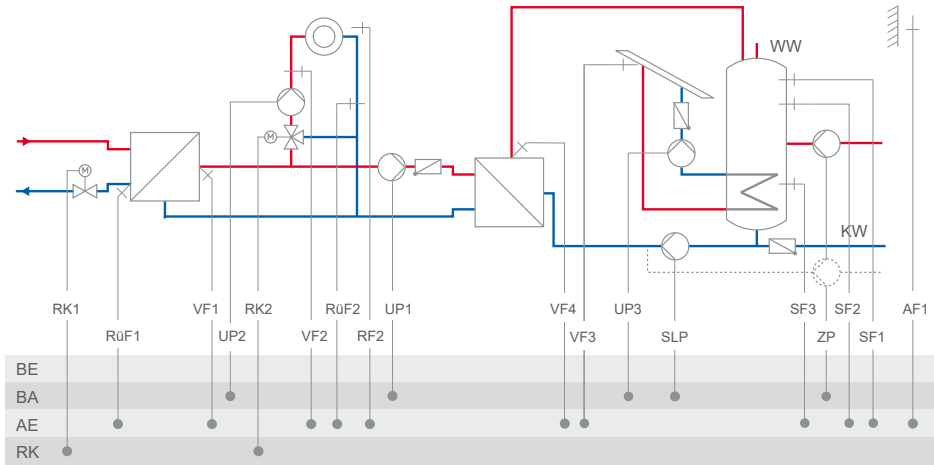 WW
M
M
KW
RK1 VF1 RK2 RüF2 UP1 VF4 UP3 SF3 SF2 AF1
RüF1 UP2 VF2 RF2 VF3 SLP ZP SF1
BE
BA
AE
RK